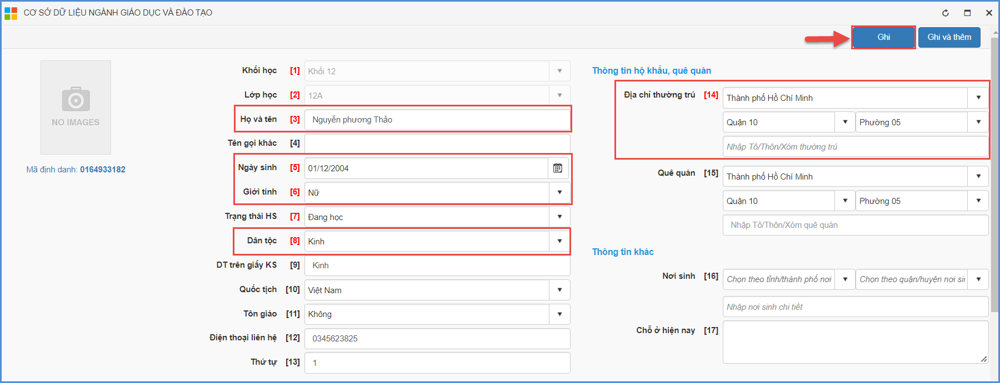 CƠ SỞ DỮ LIỆU NGÀNH GIÁO DỤC VÀ ĐÀO TẠO
Ghi
Ghi và thêm
NO IMAGES
Mã định danh: 0164933182
Khối học [1] Khối 12
Lớp học [2] 12A
Họ và tên [3] Nguyễn phương Thảo
Tên gọi khác [4]
Ngày sinh [5] 01/12/2004
Giới tính [6] Nữ
Trạng thái HS [7] Đang học
Dân tộc [8] Kinh
DT trên giấy KS [9] Kinh
Quốc tịch [10] Việt Nam
Tôn giáo [11] Không
Điện thoại liên hệ [12] 0345623825
Thứ tự [13] 1
Thông tin hộ khẩu, quê quán
Địa chỉ thường trú [14] Thành phố Hồ Chí Minh
Quận 10 Phường 05
Nhập Tổ/Thôn/Xóm thường trú
Quê quán [15] Thành phố Hồ Chí Minh
Quận 10 Phường 05
Nhập Tổ/Thôn/Xóm quê quán
Thông tin khác
Nơi sinh [16] Chọn theo tỉnh/thành phố nơi Chọn theo quận/huyện nơi sin
Nhập nơi sinh chi tiết
Chỗ ở hiện nay [17]